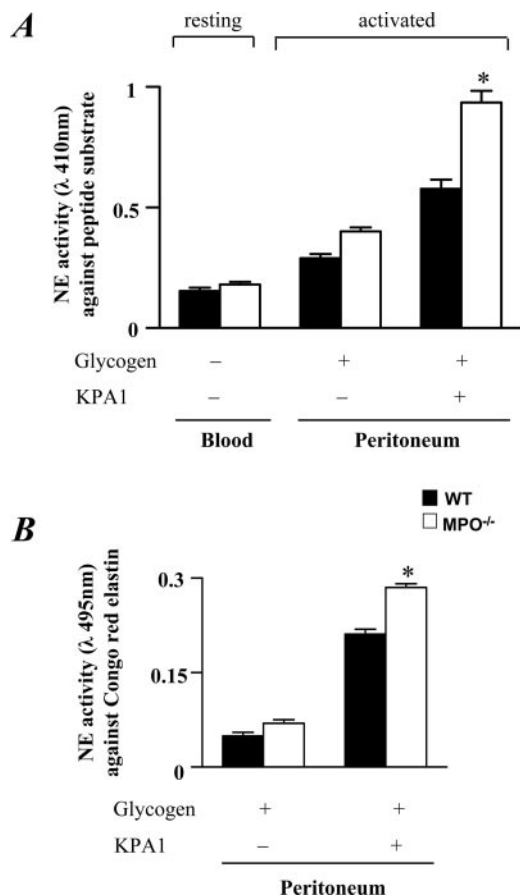 A
resting
activated
NE activity (λ 410nm)
against peptide substrate
1
0.5
0
*
Glycogen – + +
KPA1 – – +
Blood Peritoneum
WT
MPO-/-
B
NE activity (λ 495nm)
against Congo red elastin
0.3
0.15
0
*
Glycogen + +
KPA1 – +
Peritoneum